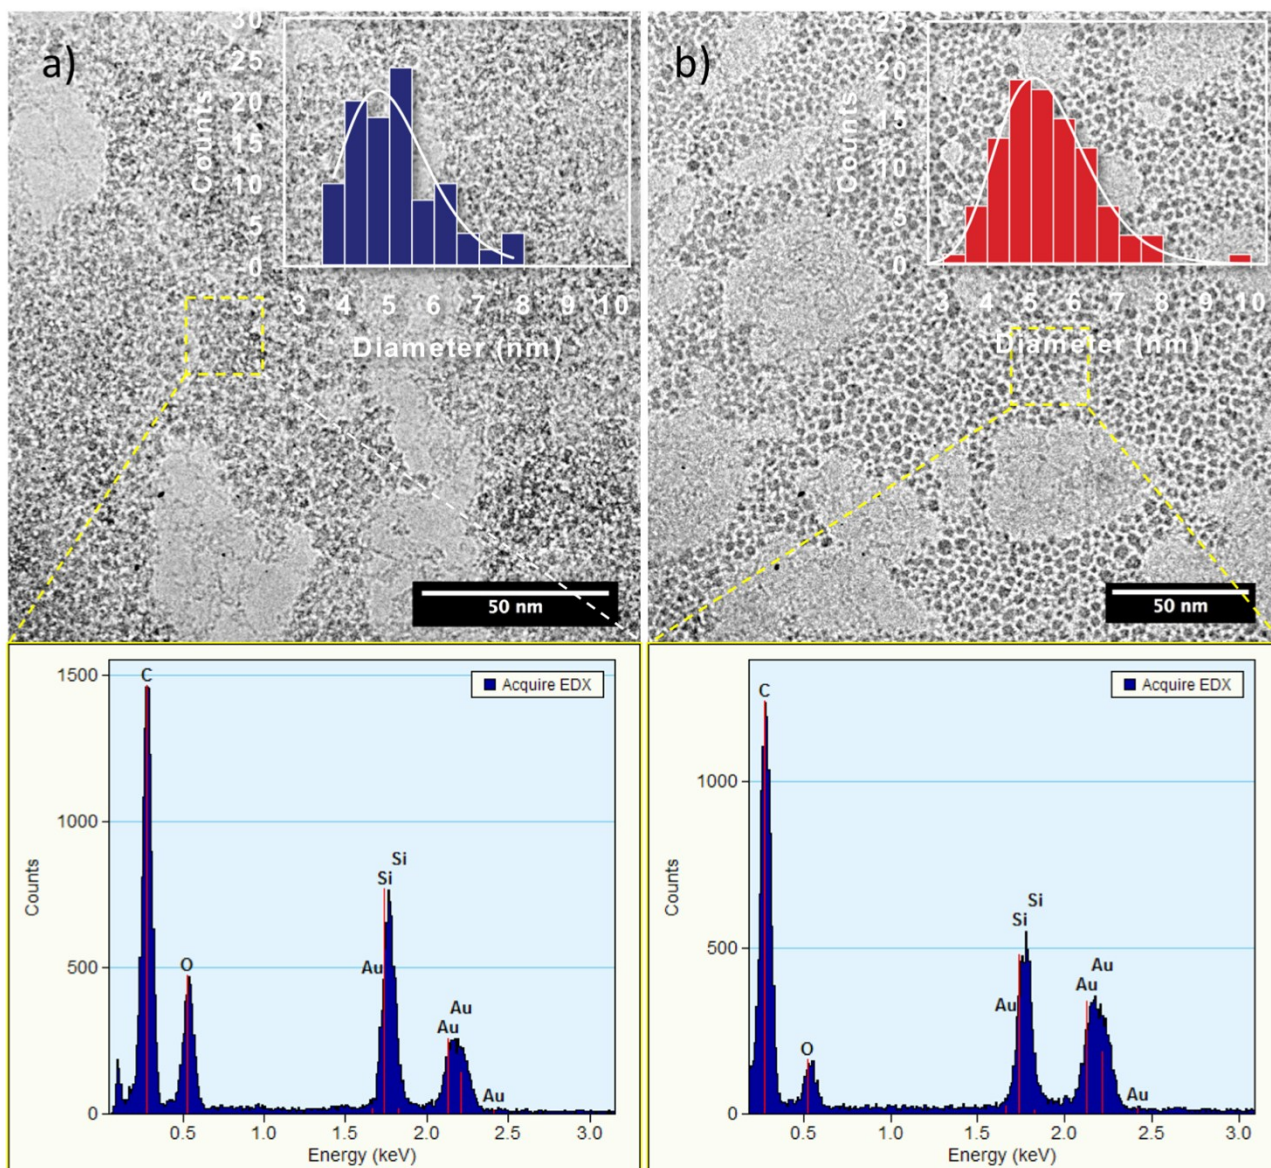 a)
30
25
20
15
10
5
0
Counts
3 4 5 6 7 8 9 10
Diameter (nm)
50 nm
b)
25
20
15
10
5
0
Counts
3 4 5 6 7 8 9 10
Diameter (nm)
50 nm
1500
1000
500
0
Counts
C
O
Au
Si
Si
Au
Au
Au
Acquire EDX
0.5 1.0 1.5 2.0 2.5 3.0
Energy (keV)
1000
500
0
Counts
C
O
Au
Si
Si
Au
Au
Au
Acquire EDX
0.5 1.0 1.5 2.0 2.5 3.0
Energy (keV)